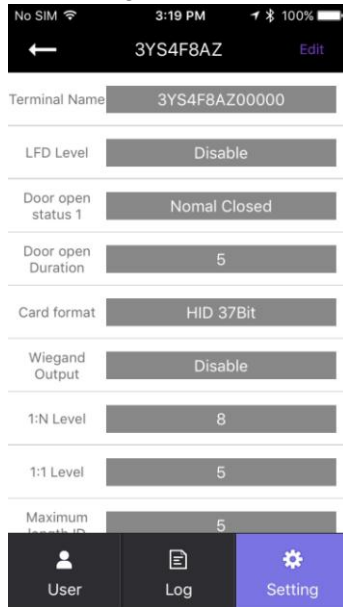 No SIM 3:19 PM 100%
3YS4F8AZ Edit
Terminal Name 3YS4F8AZ00000
LFD Level Disable
Door open
status 1 Nomal Closed
Door open
Duration 5
Card format HID 37Bit
Wiegand
Output Disable
1:N Level 8
1:1 Level 5
Maximum
length ID 5
User Log Setting